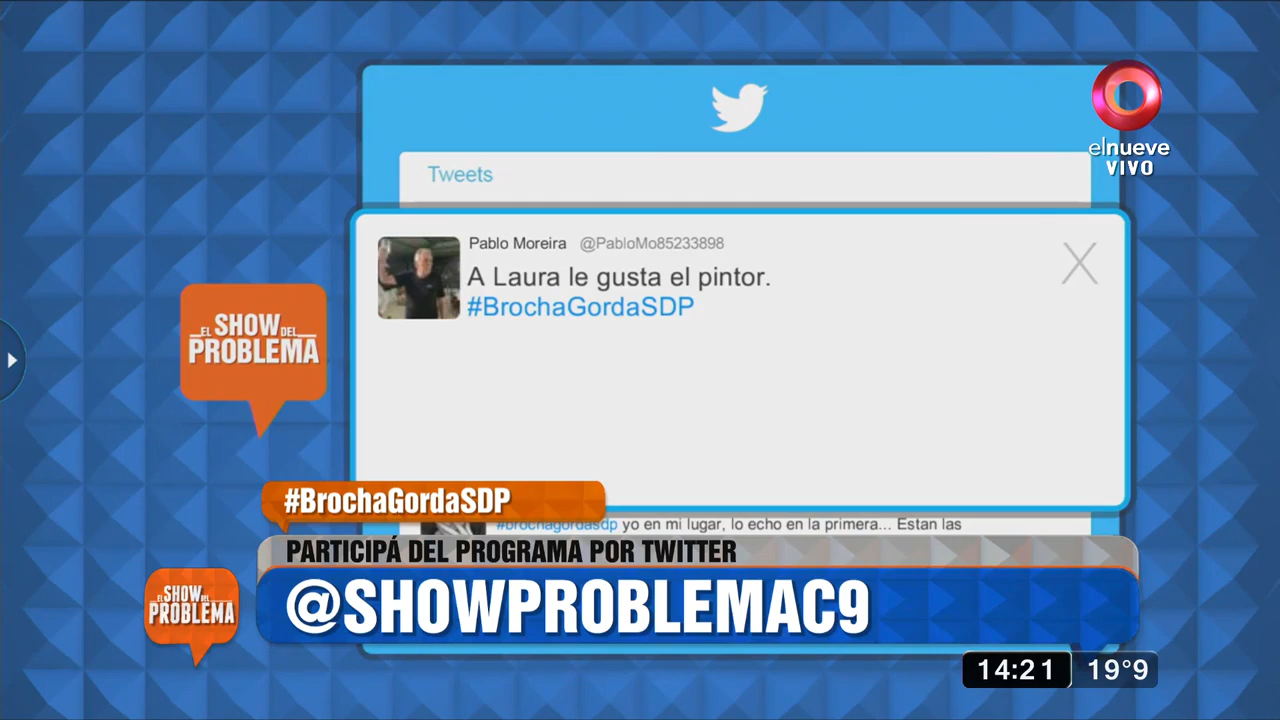 elnueve
VIVO
Tweets
Pablo Moreira @PabloMo85233898
A Laura le gusta el pintor.
#BrochaGordaSDP
EL SHOW DEL
PROBLEMA
#BrochaGordaSDP
#brochagordasdp yo en mi lugar, lo echo en la primera... Estan las
PARTICIPÁ DEL PROGRAMA POR TWITTER
@SHOWPROBLEMAC9
EL SHOW DEL
PROBLEMA
14:21 19°9